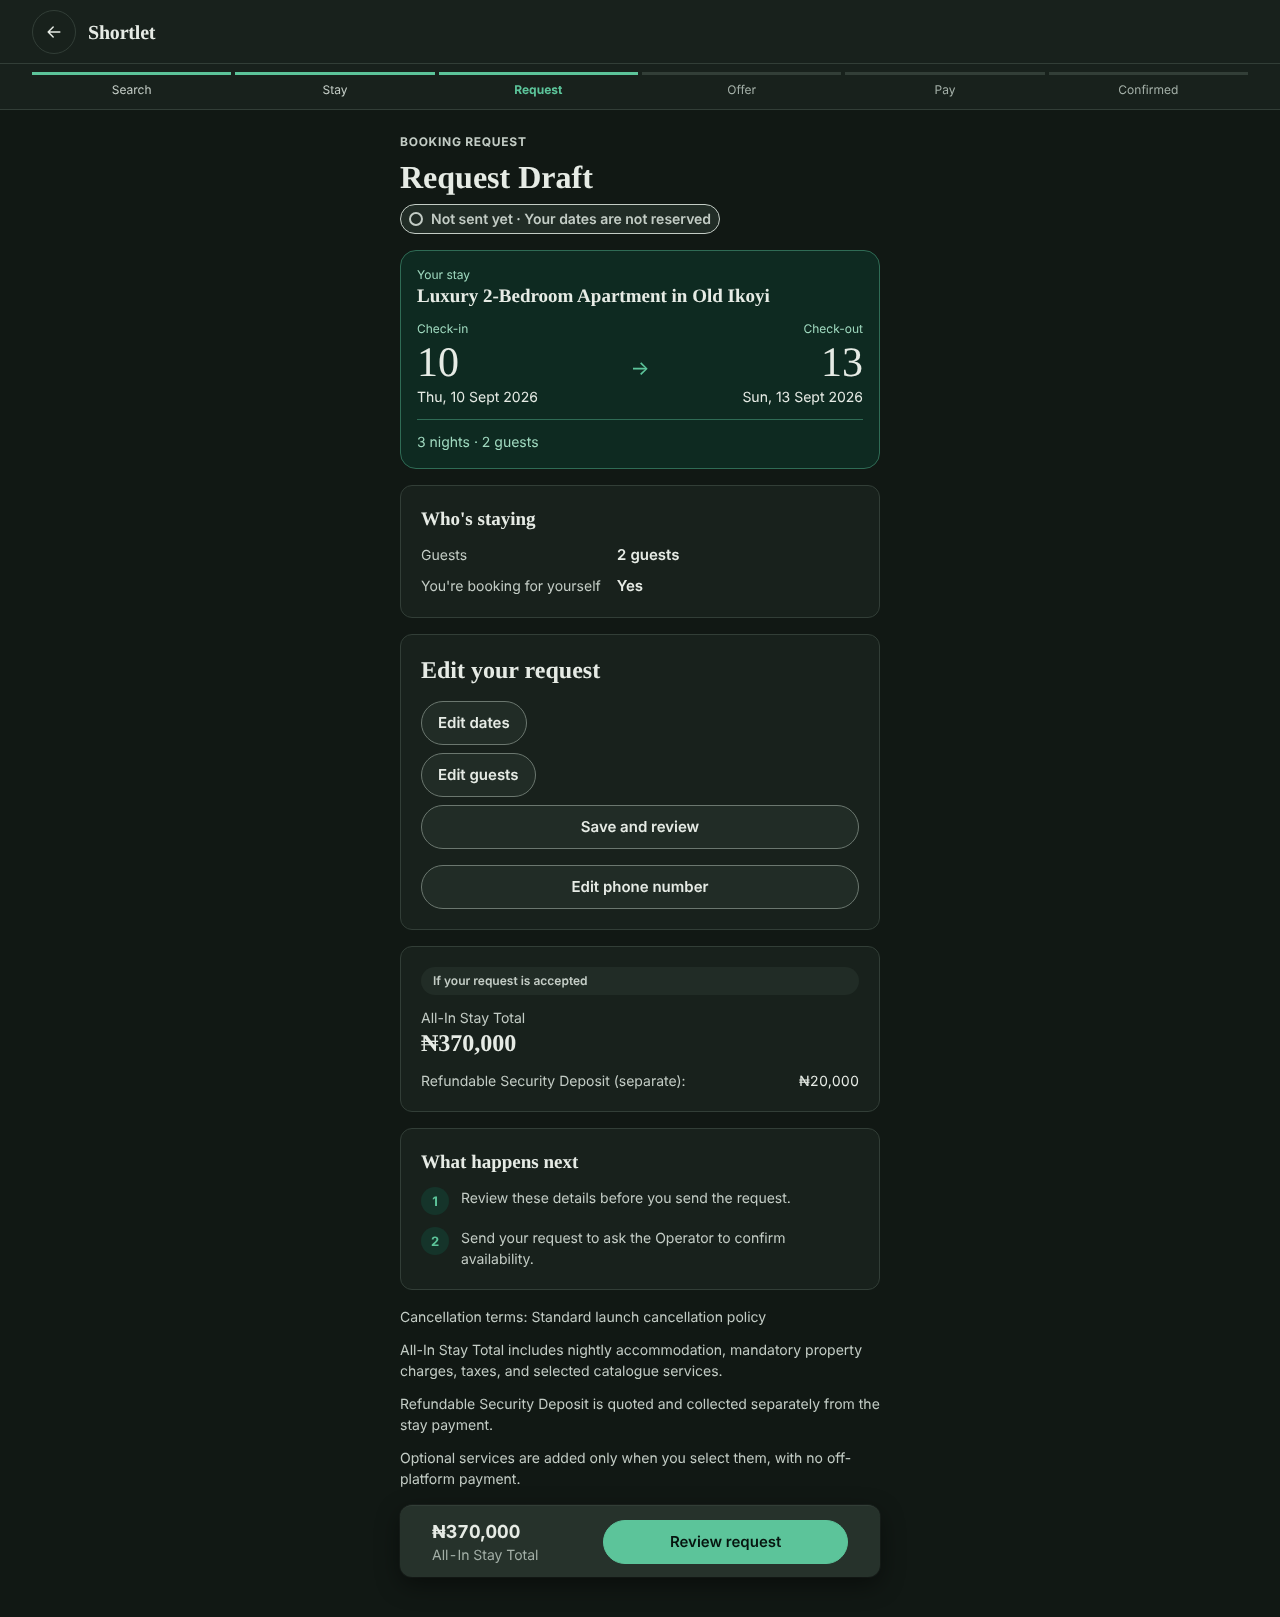 Shortlet
Search
Stay
Request
Offer
Pay
Confirmed
BOOKING REQUEST
Request Draft
Not sent yet · Your dates are not reserved
Your stay
Luxury 2-Bedroom Apartment in Old Ikoyi
Check-in
Check-out
10
→
13
Thu, 10 Sept 2026
Sun, 13 Sept 2026
3 nights · 2 guests
Who's staying
Guests
2 guests
You're booking for yourself
Yes
Edit your request
Edit dates
Edit guests
Save and review
Edit phone number
If your request is accepted
All-In Stay Total
₦370,000
Refundable Security Deposit (separate):
₦20,000
What happens next
1
Review these details before you send the request.
2
Send your request to ask the Operator to confirm
availability.
Cancellation terms: Standard launch cancellation policy
All-In Stay Total includes nightly accommodation, mandatory property
charges, taxes, and selected catalogue services.
Refundable Security Deposit is quoted and collected separately from the
stay payment.
Optional services are added only when you select them, with no off-
platform payment.
₦370,000
All-In Stay Total
Review request